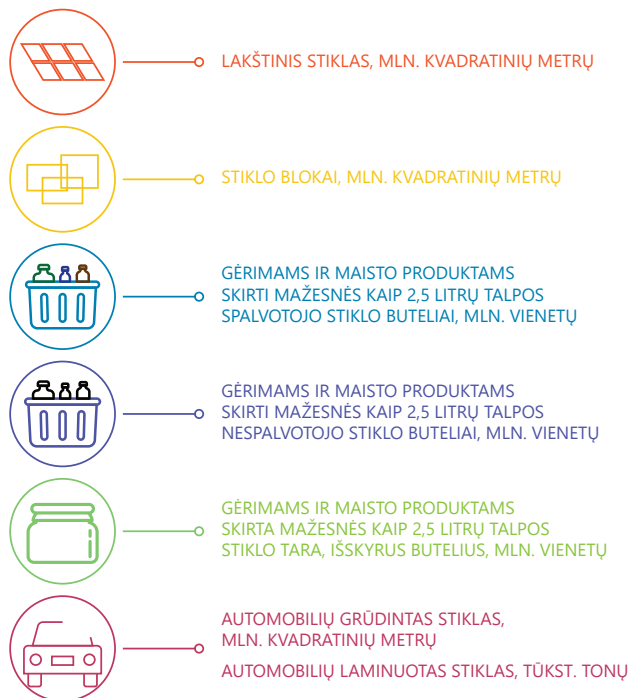 LAKŠTINIS STIKLAS, MLN. KVADRATINIŲ METRŲ
STIKLO BLOKAI, MLN. KVADRATINIŲ METRŲ
GĖRIMAMS IR MAISTO PRODUKTAMS
SKIRTI MAŽESNĖS KAIP 2,5 LITRŲ TALPOS
SPALVOTOJO STIKLO BUTELIAI, MLN. VIENETŲ
GĖRIMAMS IR MAISTO PRODUKTAMS
SKIRTI MAŽESNĖS KAIP 2,5 LITRŲ TALPOS
NESPALVOTOJO STIKLO BUTELIAI, MLN. VIENETŲ
GĖRIMAMS IR MAISTO PRODUKTAMS
SKIRTA MAŽESNĖS KAIP 2,5 LITRŲ TALPOS
STIKLO TARA, IŠSKYRUS BUTELIUS, MLN. VIENETŲ
AUTOMOBILIŲ GRŪDINTAS STIKLAS,
MLN. KVADRATINIŲ METRŲ
AUTOMOBILIŲ LAMINUOTAS STIKLAS, TŪKST. TONŲ